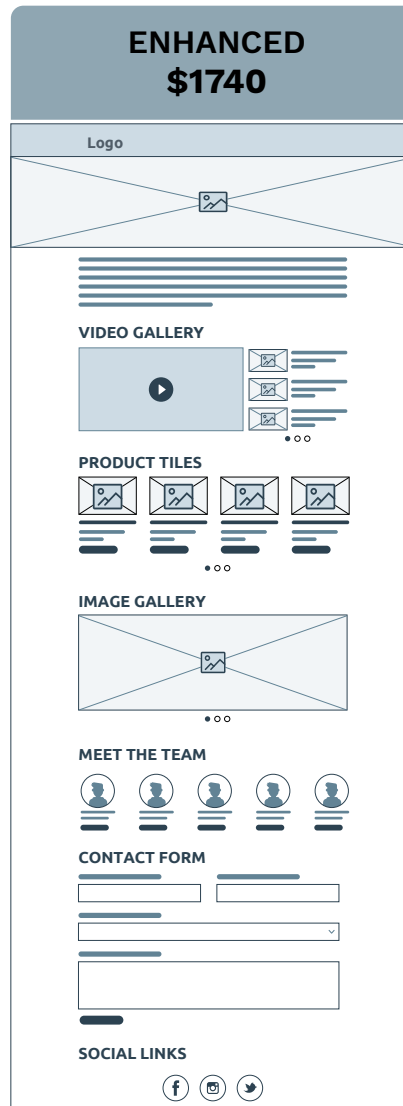 ENHANCED
$1740
Logo
VIDEO GALLERY
PRODUCT TILES
IMAGE GALLERY
MEET THE TEAM
CONTACT FORM
SOCIAL LINKS